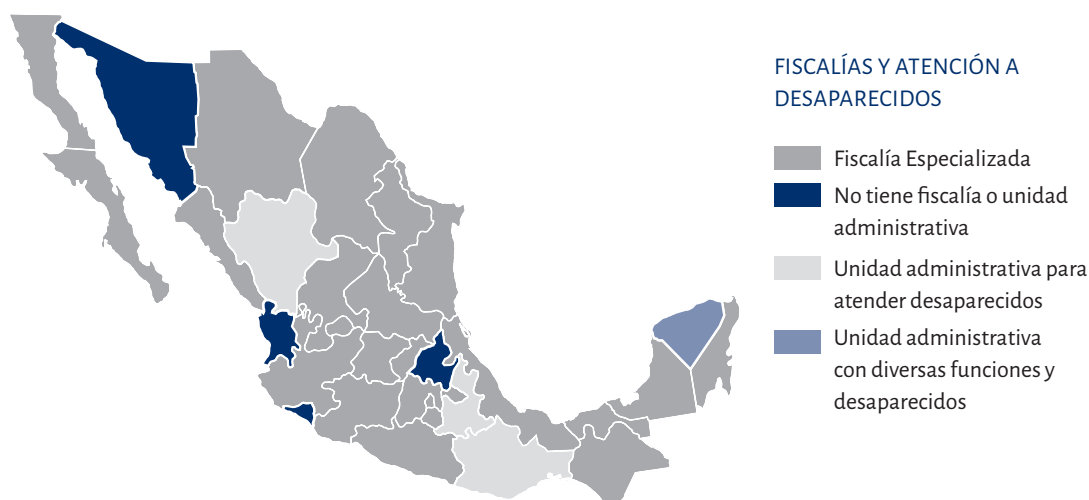 FISCALÍAS Y ATENCIÓN A
DESAPARECIDOS
Fiscalía Especializada
No tiene fiscalía o unidad
administrativa
Unidad administrativa para
atender desaparecidos
Unidad administrativa
con diversas funciones y
desaparecidos